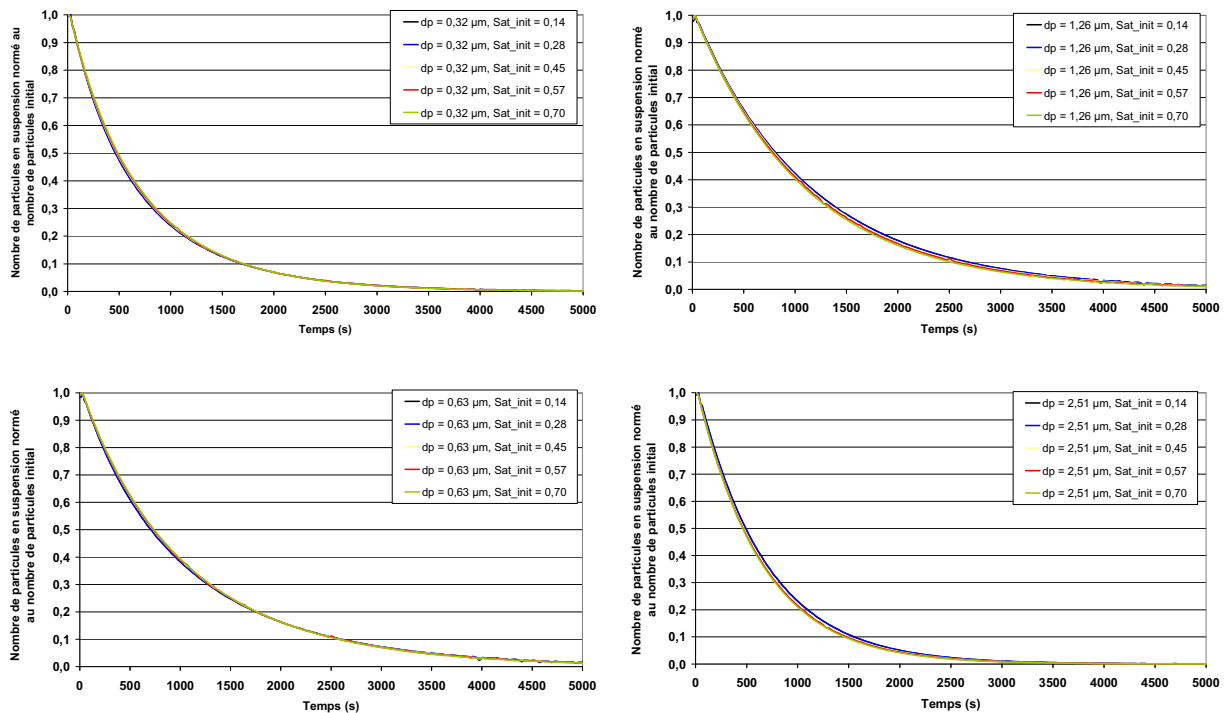 Nombre de particules en suspension normé au
nombre de particules initial
1,0
0,9
0,8
0,7
0,6
0,5
0,4
0,3
0,2
0,1
0,0
dp = 0,32 µm, Sat_init = 0,14
dp = 0,32 µm, Sat_init = 0,28
dp = 0,32 µm, Sat_init = 0,45
dp = 0,32 µm, Sat_init = 0,57
dp = 0,32 µm, Sat_init = 0,70
0 500 1000 1500 2000 2500 3000 3500 4000 4500 5000
Temps (s)
Nombre de particules en suspension normé
au nombre de particules initial
1,0
0,9
0,8
0,7
0,6
0,5
0,4
0,3
0,2
0,1
0,0
dp = 1,26 µm, Sat_init = 0,14
dp = 1,26 µm, Sat_init = 0,28
dp = 1,26 µm, Sat_init = 0,45
dp = 1,26 µm, Sat_init = 0,57
dp = 1,26 µm, Sat_init = 0,70
0 500 1000 1500 2000 2500 3000 3500 4000 4500 5000
Temps (s)
Nombre de particules en suspension normé
au nombre de particules initial
1,0
0,9
0,8
0,7
0,6
0,5
0,4
0,3
0,2
0,1
0,0
dp = 0,63 µm, Sat_init = 0,14
dp = 0,63 µm, Sat_init = 0,28
dp = 0,63 µm, Sat_init = 0,45
dp = 0,63 µm, Sat_init = 0,57
dp = 0,63 µm, Sat_init = 0,70
0 500 1000 1500 2000 2500 3000 3500 4000 4500 5000
Temps (s)
Nombre de particules en suspension normé
au nombre de particules initial
1,0
0,9
0,8
0,7
0,6
0,5
0,4
0,3
0,2
0,1
0,0
dp = 2,51 µm, Sat_init = 0,14
dp = 2,51 µm, Sat_init = 0,28
dp = 2,51 µm, Sat_init = 0,45
dp = 2,51 µm, Sat_init = 0,57
dp = 2,51 µm, Sat_init = 0,70
0 500 1000 1500 2000 2500 3000 3500 4000 4500 5000
Temps (s)